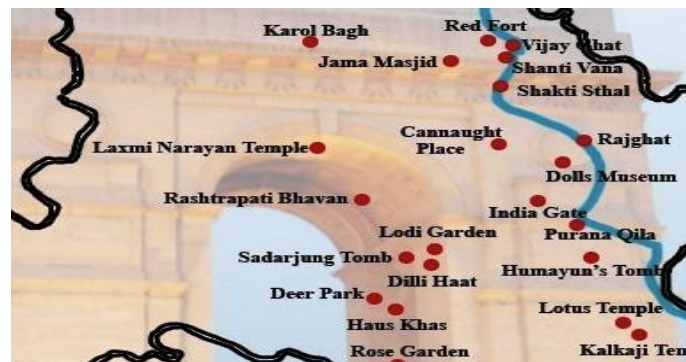 Red Fort
Karol Bagh
Vijay Ghat
Jama Masjid
Shanti Vana
Shakti Sthal
Cannaught
Place
Rajghat
Laxmi Narayan Temple
Dolls Museum
Rashtrapati Bhavan
India Gate
Lodi Garden
Purana Qila
Sadarjung Tomb
Humayun's Tomb
Dilli Haat
Deer Park
Lotus Temple
Haus Khas
Rose Garden
Kalkaji Tem